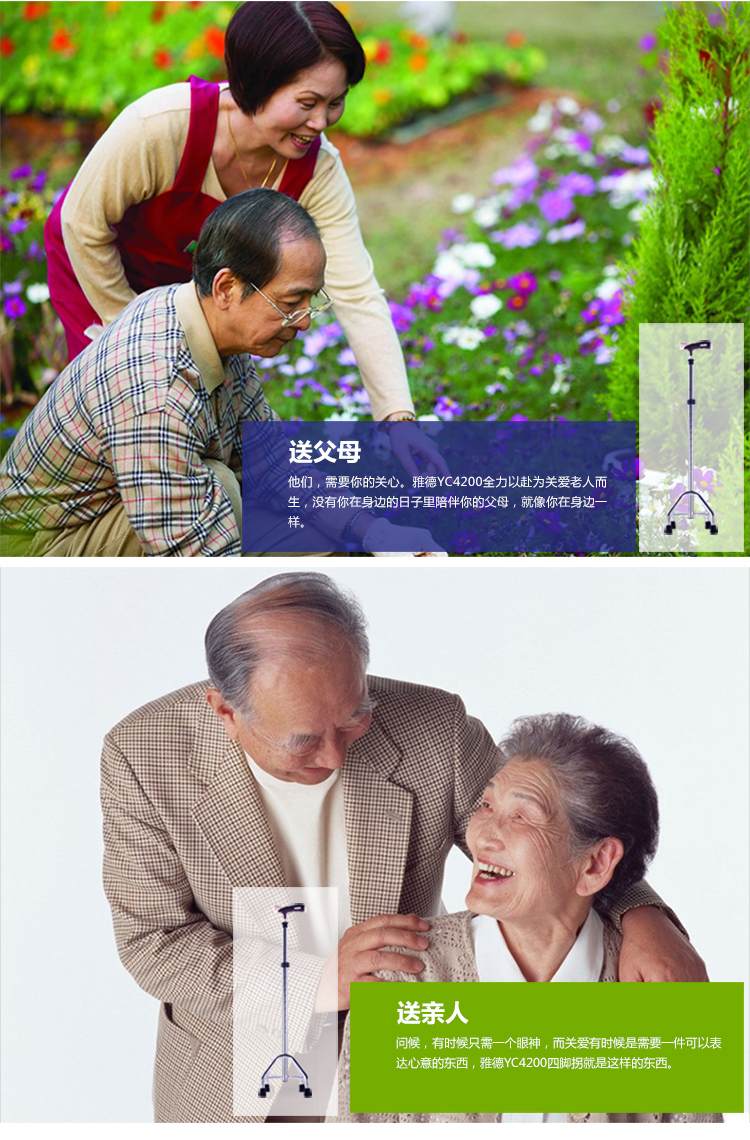 送父母
他们，需要你的关心。雅德YC4200全力以赴为关爱老人而
生，没有你在身边的日子里陪伴你的父母，就像你在身边一
样。
送亲人
问候，有时候只需一个眼神，而关爱有时候是需要一件可以表
达心意的东西，雅德YC4200四脚拐就是这样的东西。